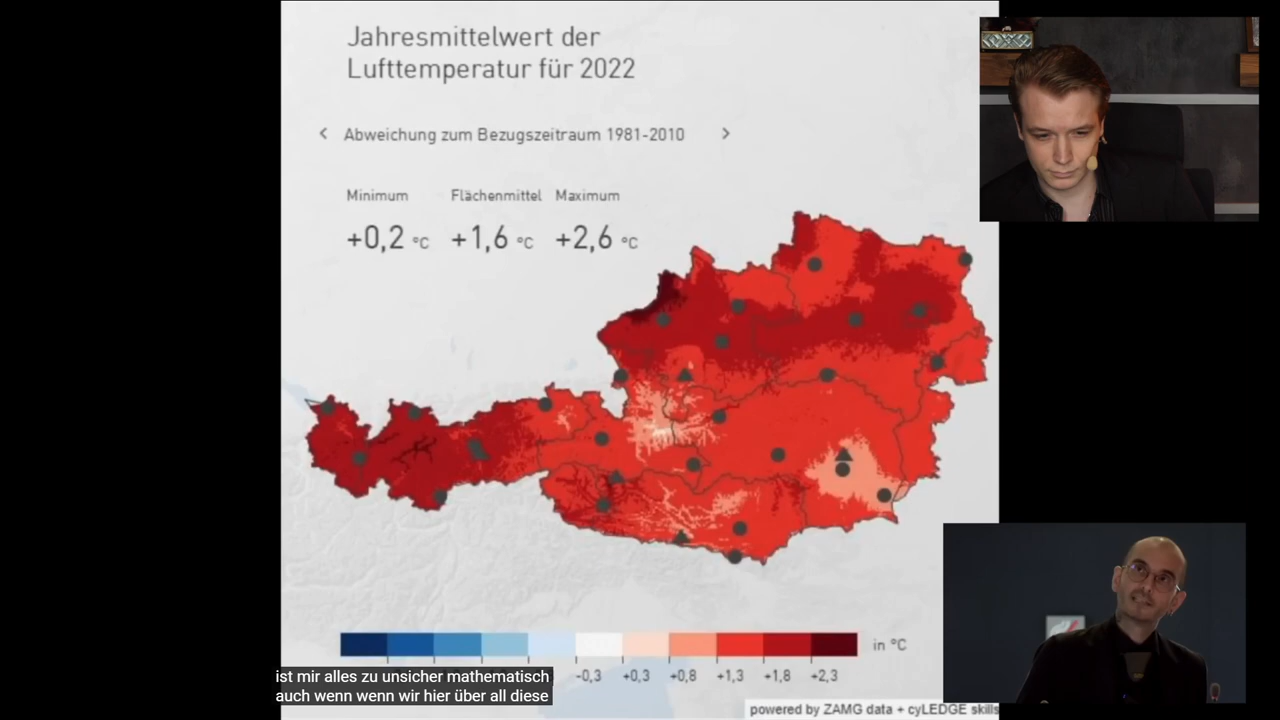 Jahresmittelwert der
Lufttemperatur für 2022
< Abweichung zum Bezugszeitraum 1981-2010 >
Minimum Flächenmittel Maximum
+0,2 °C +1,6 °C +2,6 °C
in °C
-0,3 +0,3 +0,8 +1,3 +1,8 +2,3
ist mir alles zu unsicher mathematisch
auch wenn wenn wir hier über all diese
powered by ZAMG data + cyLEDGE skills